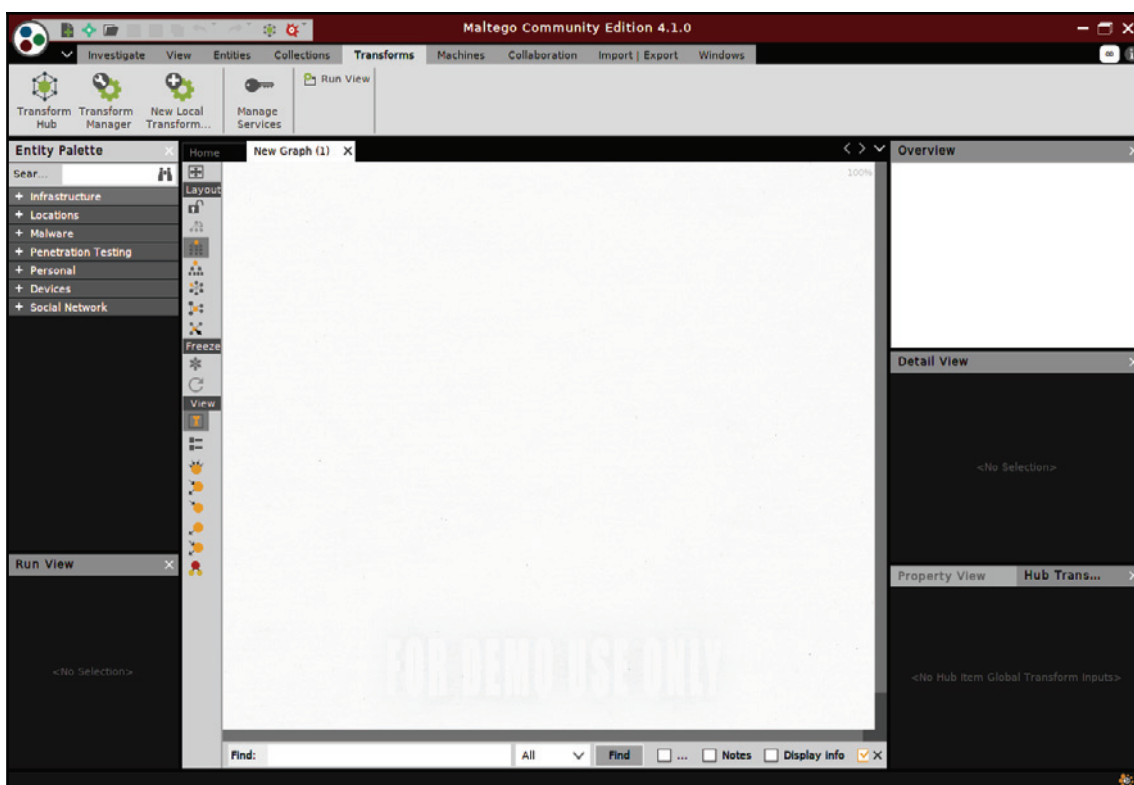 Maltego Community Edition 4.1.0
Investigate View Entities Collections Transforms Machines Collaboration Import | Export Windows
Transform Hub
Transform Manager
New Local Transform...
Manage Services
Run View
Entity Palette
Sear...
+ Infrastructure
+ Locations
+ Malware
+ Penetration Testing
+ Personal
+ Devices
+ Social Network
Run View
<No Selection>
Home New Graph (1)
Layout
Freeze
View
100%
FOR DEMO USE ONLY
Find: All Find ... Notes Display Info
Overview
Detail View
<No Selection>
Property View Hub Trans...
<No Hub Item Global Transform Inputs>